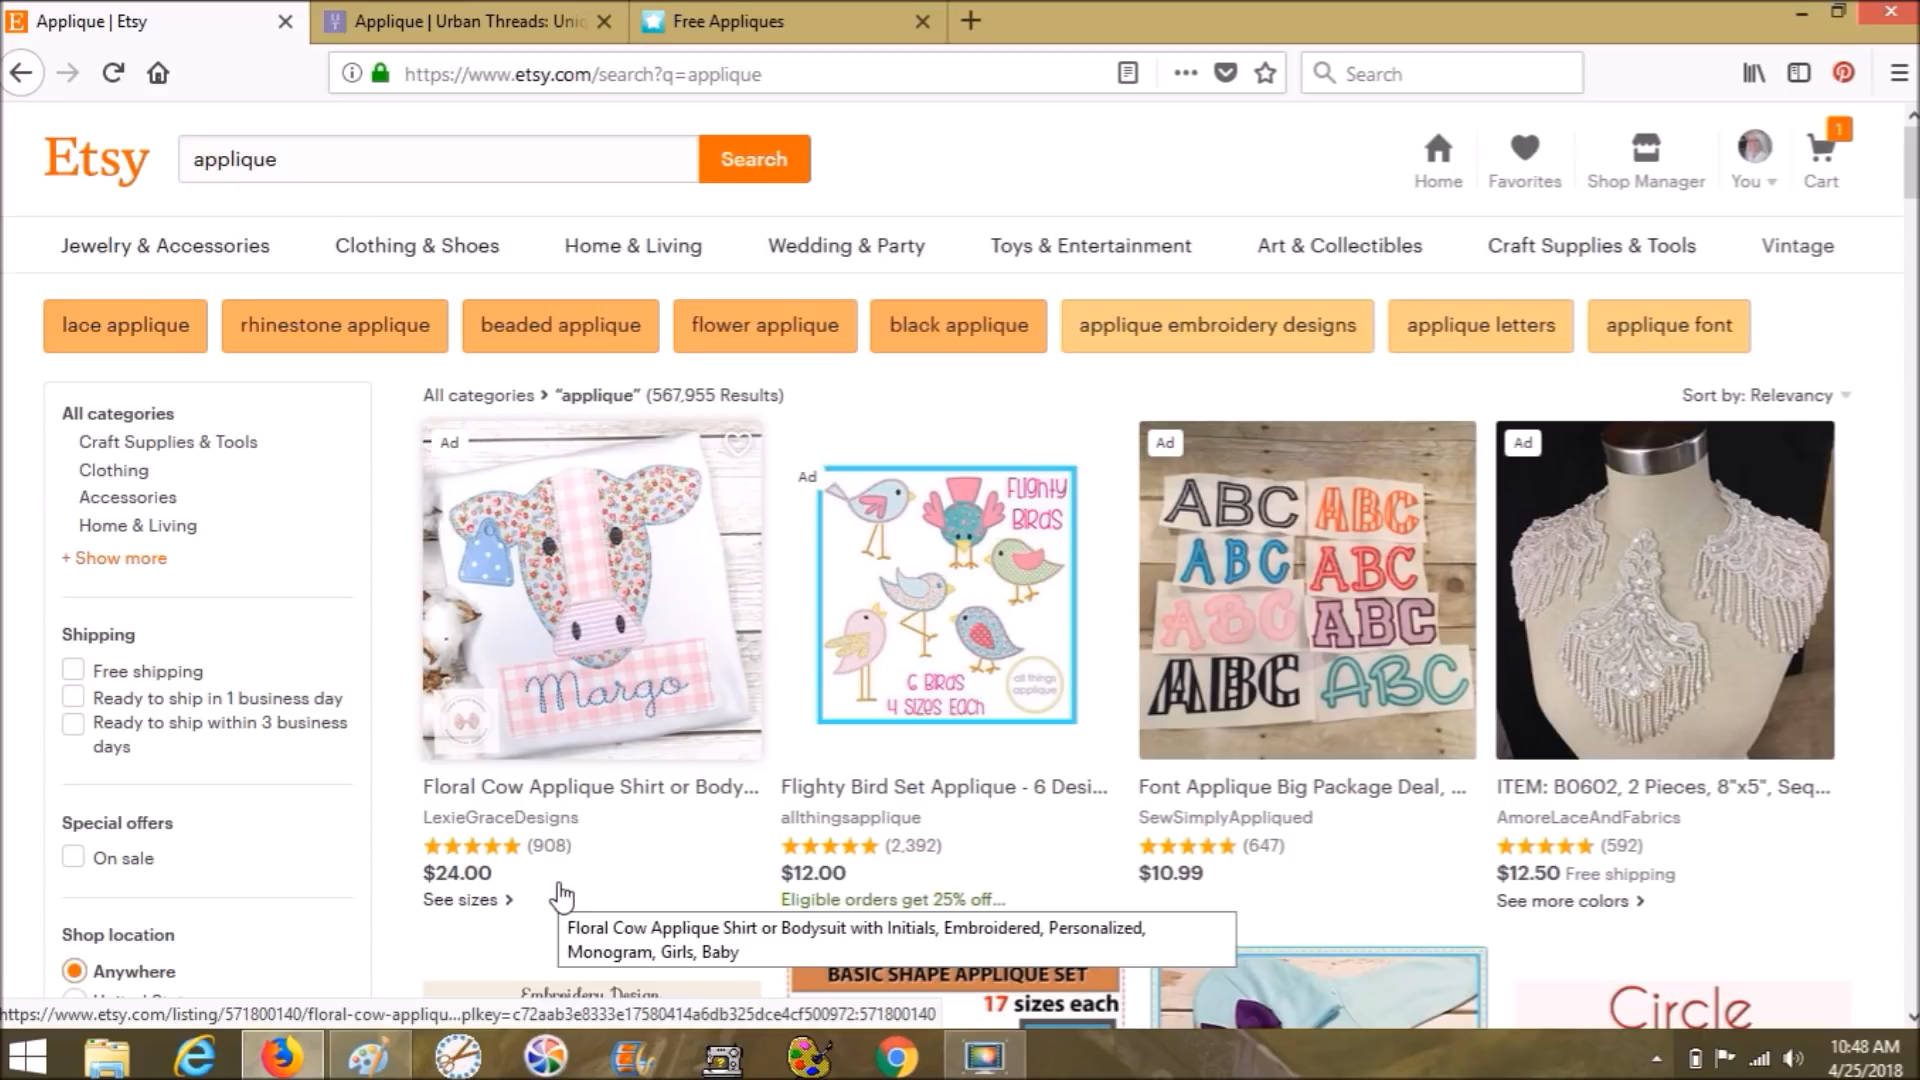 Applique | Etsy
Applique | Urban Threads: Uni
Free Appliques
https://www.etsy.com/search?q=applique
Search
Etsy
applique
Search
Home
Favorites
Shop Manager
You
1
Cart
Jewelry & Accessories
Clothing & Shoes
Home & Living
Wedding & Party
Toys & Entertainment
Art & Collectibles
Craft Supplies & Tools
Vintage
lace applique
rhinestone applique
beaded applique
flower applique
black applique
applique embroidery designs
applique letters
applique font
All categories
Craft Supplies & Tools
Clothing
Accessories
Home & Living
+ Show more
Shipping
Free shipping
Ready to ship in 1 business day
Ready to ship within 3 business
days
Special offers
On sale
Shop location
Anywhere
All categories > "applique" (567,955 Results)
Sort by: Relevancy
Ad
Margo
Floral Cow Applique Shirt or Body...
LexieGraceDesigns
(908)
$24.00
See sizes >
Ad
FLIGHTY
BIRDS
6 BIRDS
4 SIZES EACH
all things
applique
Flighty Bird Set Applique - 6 Desi...
allthingsapplique
(2,392)
$12.00
Eligible orders get 25% off...
Ad
ABC ABC
ABC ABC
ABC ABC
ABC ABC
Font Applique Big Package Deal, ...
SewSimplyAppliqued
(647)
$10.99
Ad
ITEM: B0602, 2 Pieces, 8"x5", Seq...
AmoreLaceAndFabrics
(592)
$12.50 Free shipping
See more colors >
Floral Cow Applique Shirt or Bodysuit with Initials, Embroidered, Personalized,
Monogram, Girls, Baby
Embroidery Design
BASIC SHAPE APPLIQUE SET
17 sizes each
Circle
https://www.etsy.com/listing/571800140/floral-cow-appliqu...plkey=c72aab3e8333e17580414a6db325dce4cf500972:571800140
10:48 AM
4/25/2018